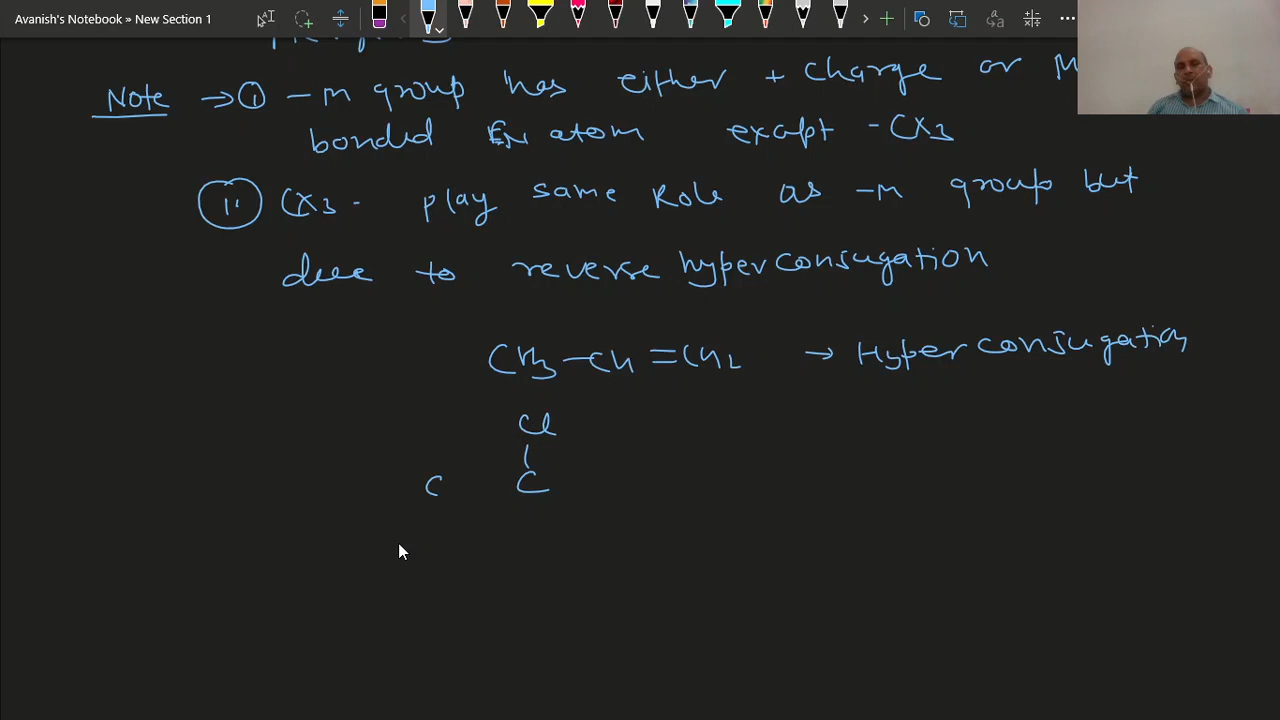 Avanish's Notebook » New Section 1
Note → ① -m group has either + charge or M
bonded EN atom except -CX3
ii CX3- play same Role as -m group but
due to reverse hyperconjugation
CH3-CH=CH2 → Hyperconjugation
Cl
|
C C